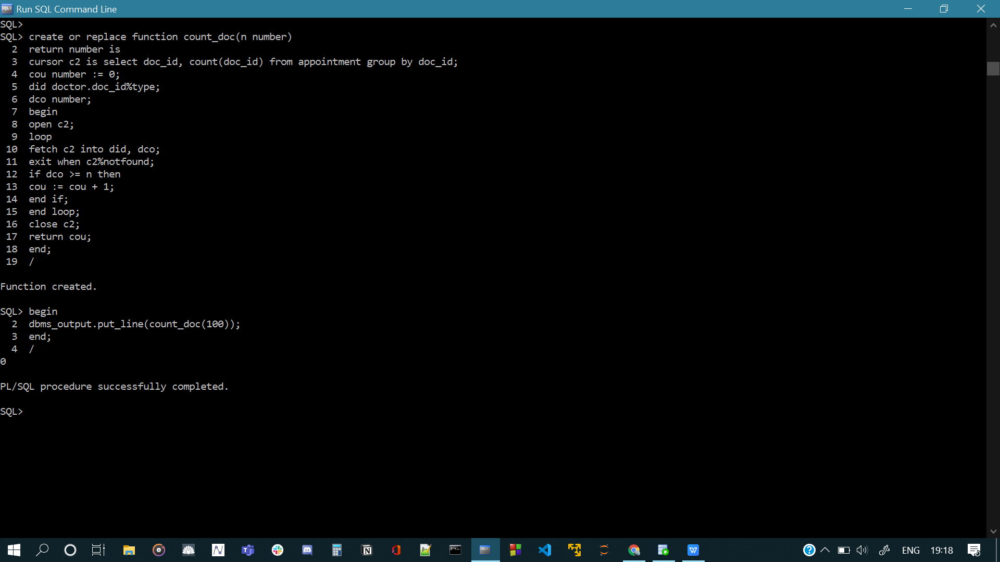 Run SQL Command Line
SQL>
SQL> create or replace function count_doc(n number)
  2  return number is
  3  cursor c2 is select doc_id, count(doc_id) from appointment group by doc_id;
  4  cou number := 0;
  5  did doctor.doc_id%type;
  6  dco number;
  7  begin
  8  open c2;
  9  loop
 10  fetch c2 into did, dco;
 11  exit when c2%notfound;
 12  if dco >= n then
 13  cou := cou + 1;
 14  end if;
 15  end loop;
 16  close c2;
 17  return cou;
 18  end;
 19  /
Function created.
SQL> begin
  2  dbms_output.put_line(count_doc(100));
  3  end;
  4  /
0
PL/SQL procedure successfully completed.
SQL>
ENG 19:18